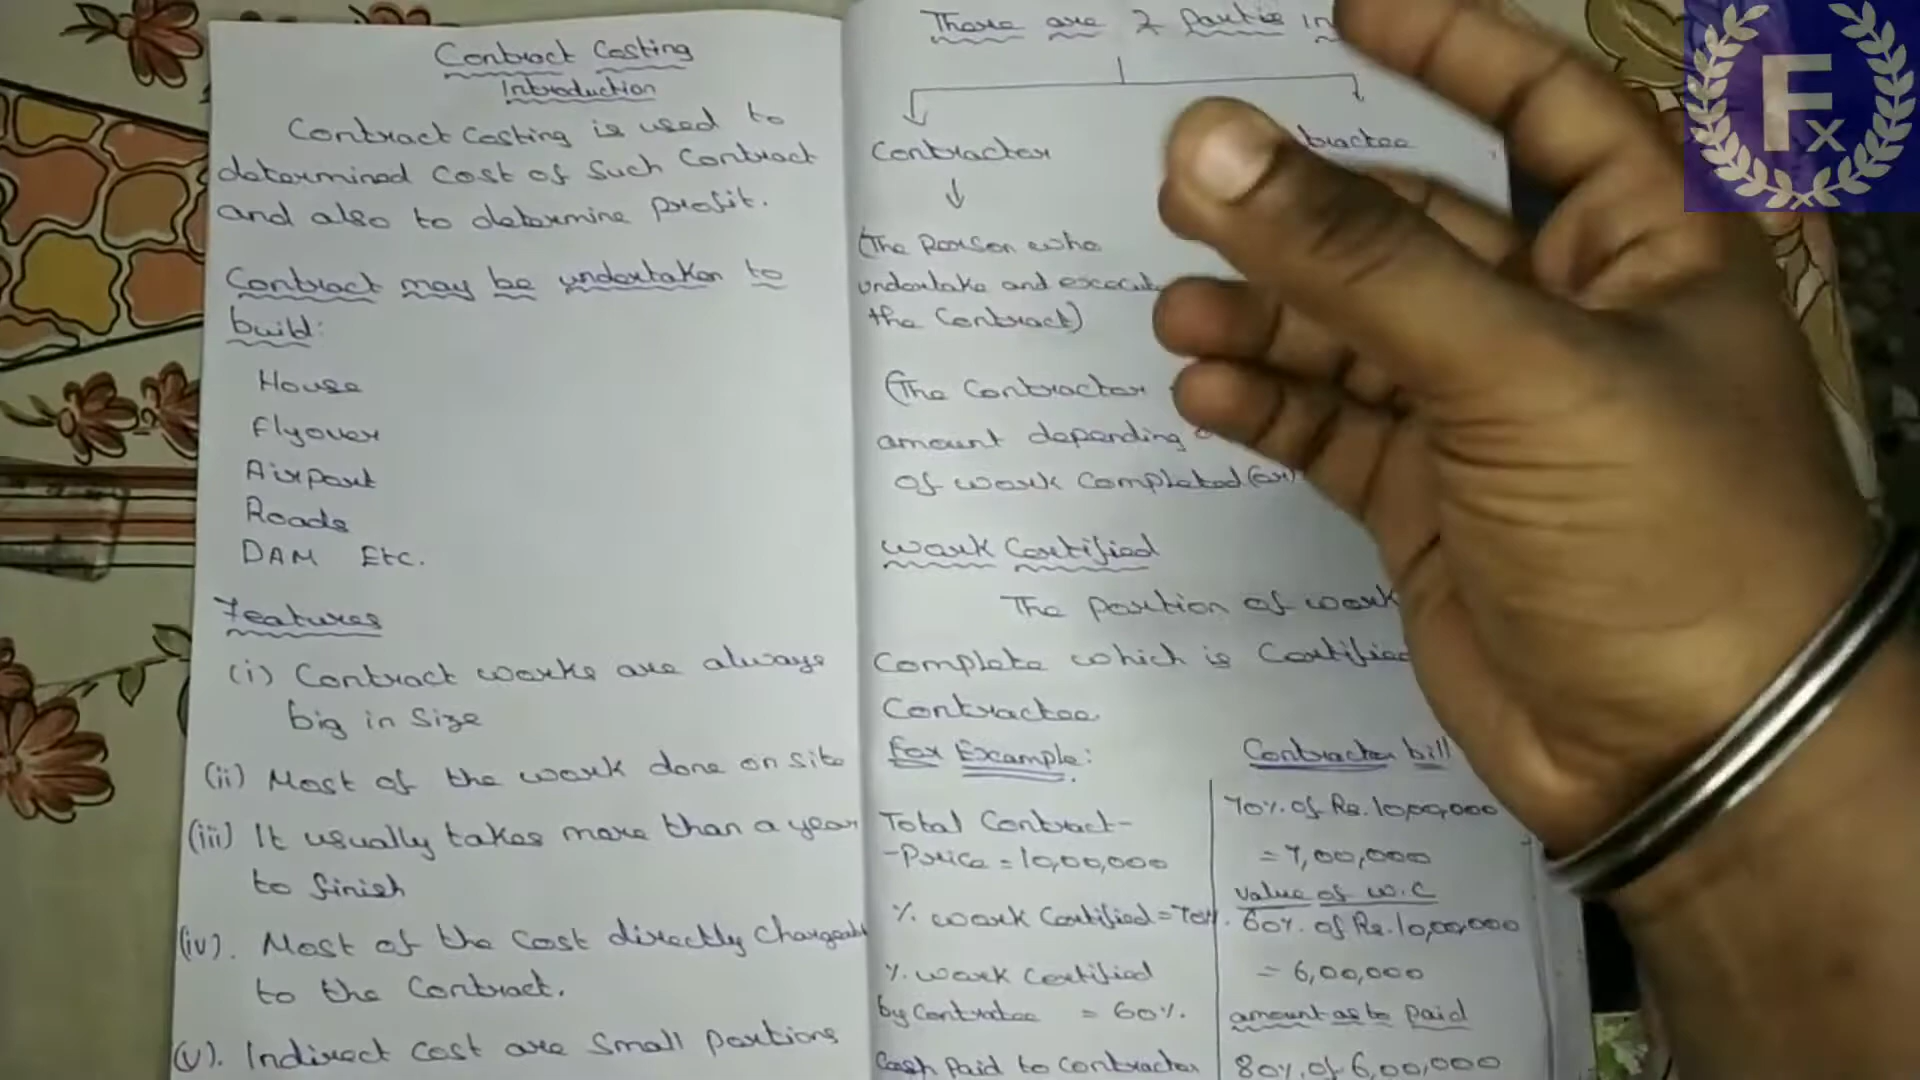 Contract Costing
Introduction
Contract Costing is used to
determined cost of such contract
and also to determine profit.
Contract may be undertaken to
build:
House
Flyover
Airport
Roads
DAM Etc.
Features
(i) Contract works are always
big in size
(ii) Most of the work done on site
(iii) It usually takes more than a year
to finish
(iv). Most of the cost directly
to the contract.
(v). Indirect cost are small portions
There are 2 partie in
Contractor
(The person who
undertake and
the contract)
(The contractor
amount depending
of work completed (or)
work certified
The portion of work
complete which is
contractee.
For Example:
Total Contract-
-Price = 10,00,000
% work certified = 70%.
% work certified
by contratee = 60%.
Cash paid to contractor
Contractor bill
70%. of Rs. 10,00,000
= 7,00,000
value of w.c
60%. of Rs. 10,00,000
= 6,00,000
amount as to paid
80%. of 6,00,000
Fx